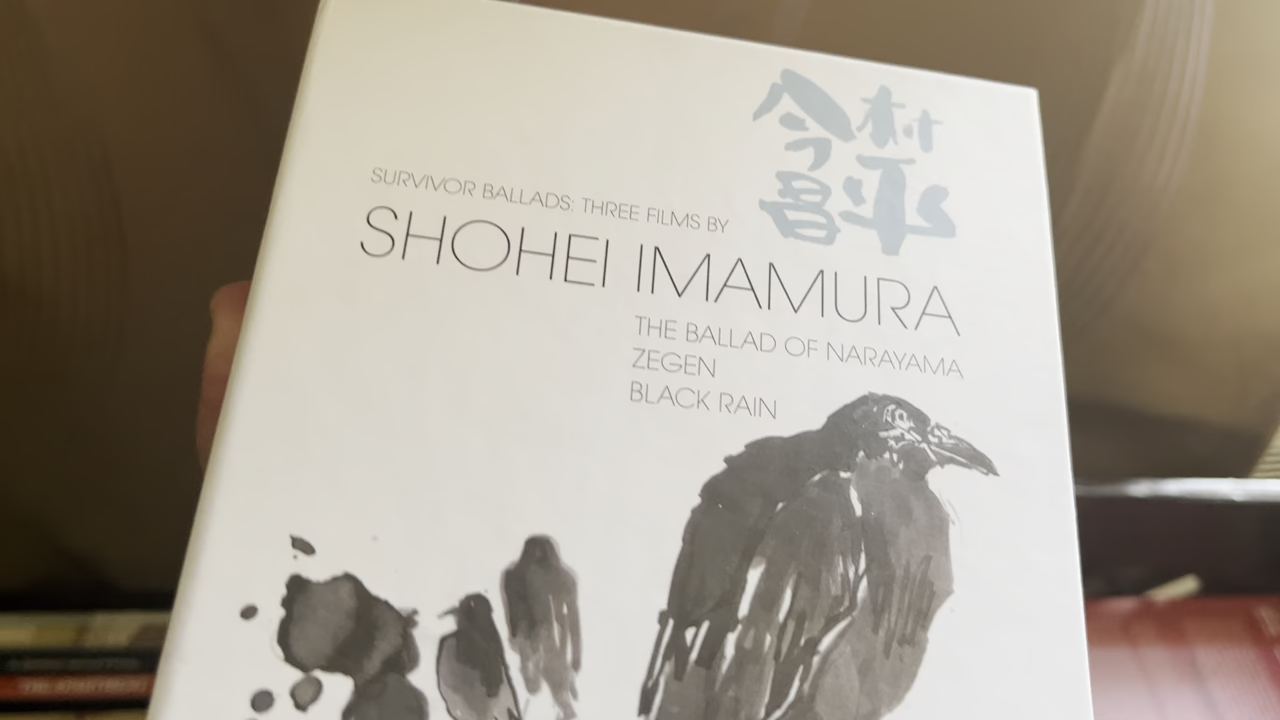 今村
昌平
SURVIVOR BALLADS: THREE FILMS BY
SHOHEI IMAMURA
THE BALLAD OF NARAYAMA
ZEGEN
BLACK RAIN